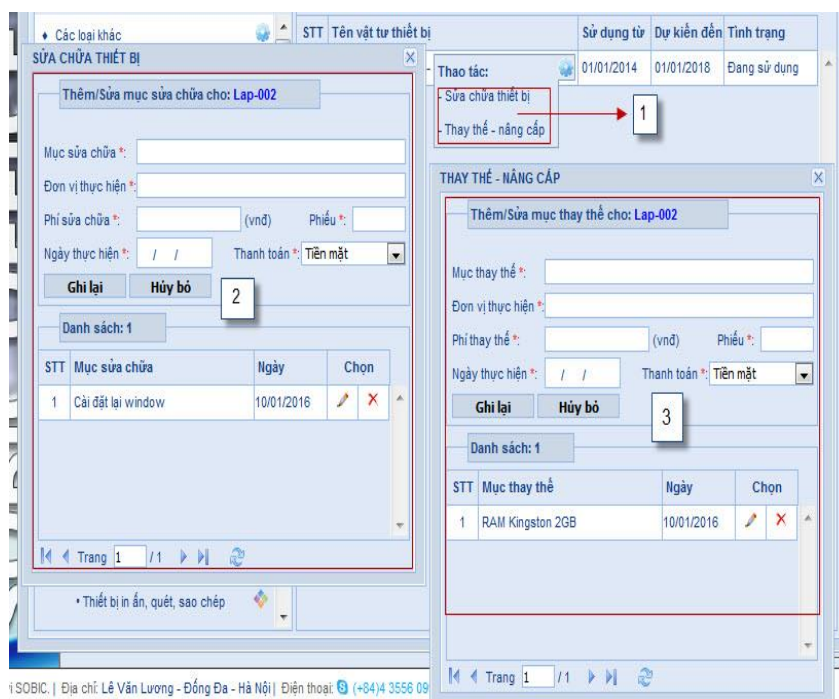 Các loại khác
STT Tên vật tư thiết bị Sử dụng từ Dự kiến đến Tình trạng
01/01/2014 01/01/2018 Đang sử dụng
Thao tác:
- Sửa chữa thiết bị
- Thay thế - nâng cấp
1
SỬA CHỮA THIẾT BỊ
Thêm/Sửa mục sửa chữa cho: Lap-002
Mục sửa chữa *:
Đơn vị thực hiện *:
Phí sửa chữa *: (vnđ) Phiếu *:
Ngày thực hiện *: / / Thanh toán *: Tiền mặt
Ghi lại Hủy bỏ
2
Danh sách: 1
STT Mục sửa chữa Ngày Chọn
1 Cài đặt lại window 10/01/2016
Trang 1 /1
THAY THẾ - NÂNG CẤP
Thêm/Sửa mục thay thế cho: Lap-002
Mục thay thế *:
Đơn vị thực hiện *:
Phí thay thế *: (vnđ) Phiếu *:
Ngày thực hiện *: / / Thanh toán *: Tiền mặt
Ghi lại Hủy bỏ
3
Danh sách: 1
STT Mục thay thế Ngày Chọn
1 RAM Kingston 2GB 10/01/2016
Trang 1 /1
• Thiết bị in ấn, quét, sao chép
SOBIC. | Địa chỉ: Lê Văn Lương - Đống Đa - Hà Nội | Điện thoại: (+84)4 3556 09